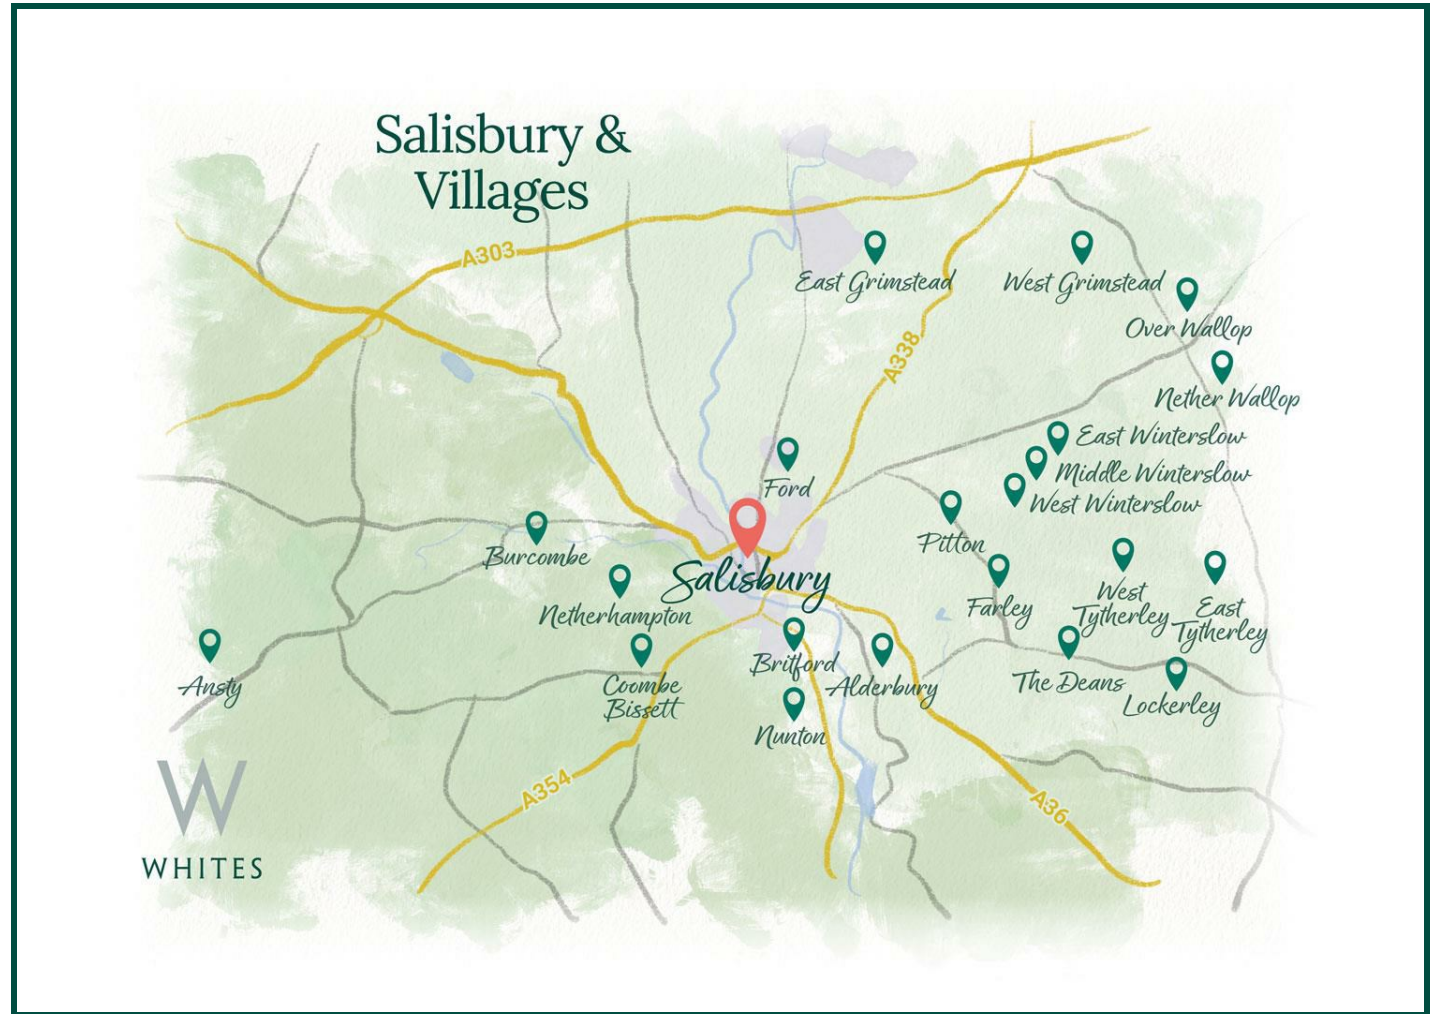 Salisbury &
Villages
A303
East Grimstead
West Grimstead
Over Wallop
A338
Nether Wallop
East Winterslow
Middle Winterslow
West Winterslow
Ford
Pitton
Burcombe
Salisbury
Netherhampton
Farley
West
Tytherley
East
Tytherley
Britford
Ansty
Coombe
Bissett
Alderbury
The Deans
Lockerley
Nunton
A354
A36
W
WHITES